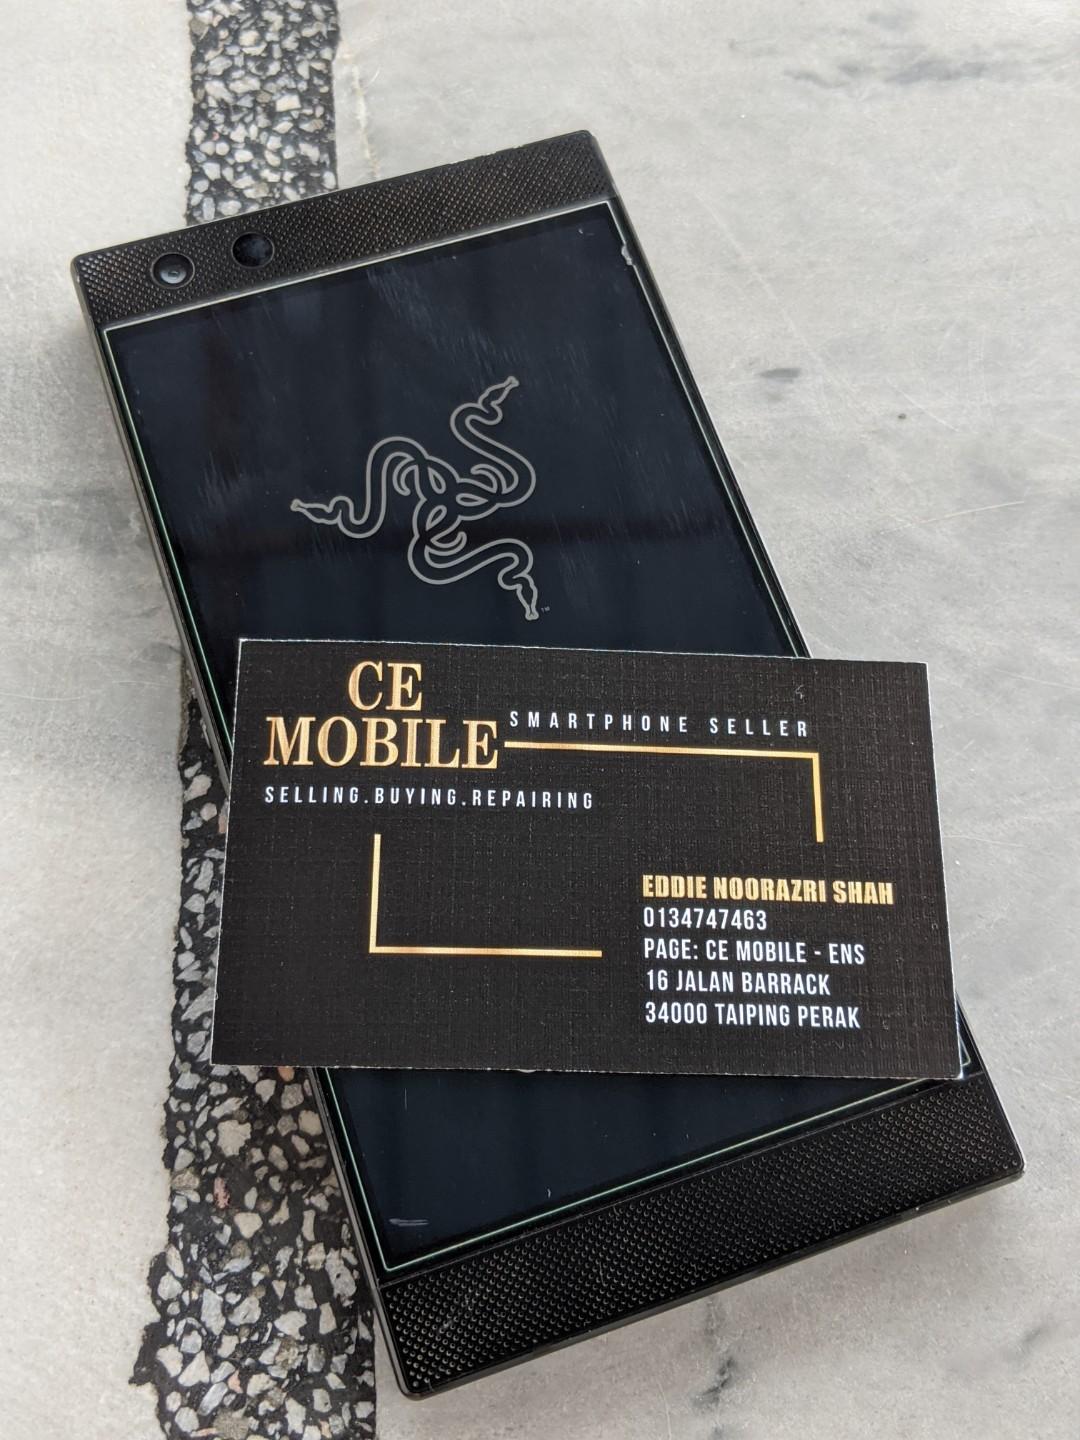 TM
CE
MOBILE
SMARTPHONE SELLER
SELLING.BUYING.REPAIRING
EDDIE NOORAZRI SHAH
0134747463
PAGE: CE MOBILE - ENS
16 JALAN BARRACK
34000 TAIPING PERAK